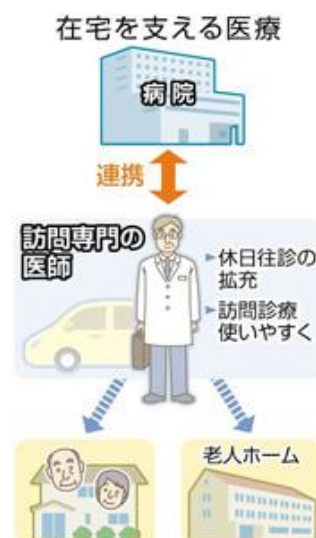 在宅を支える医療
病院
連携
訪問専門の
医師
▶休日往診の
拡充
▶訪問診療
使いやすく
老人ホーム